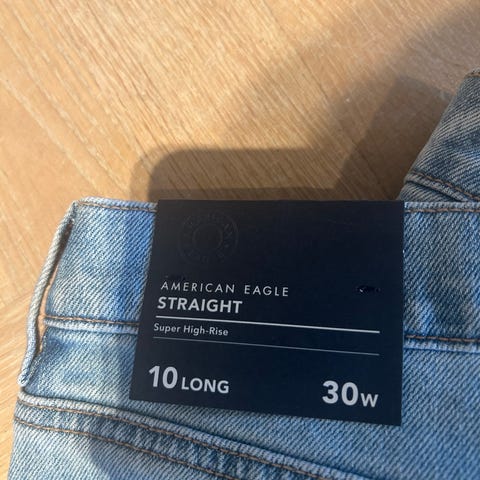 AMERICAN EAGLE
STRAIGHT
Super High-Rise
10 LONG 30W